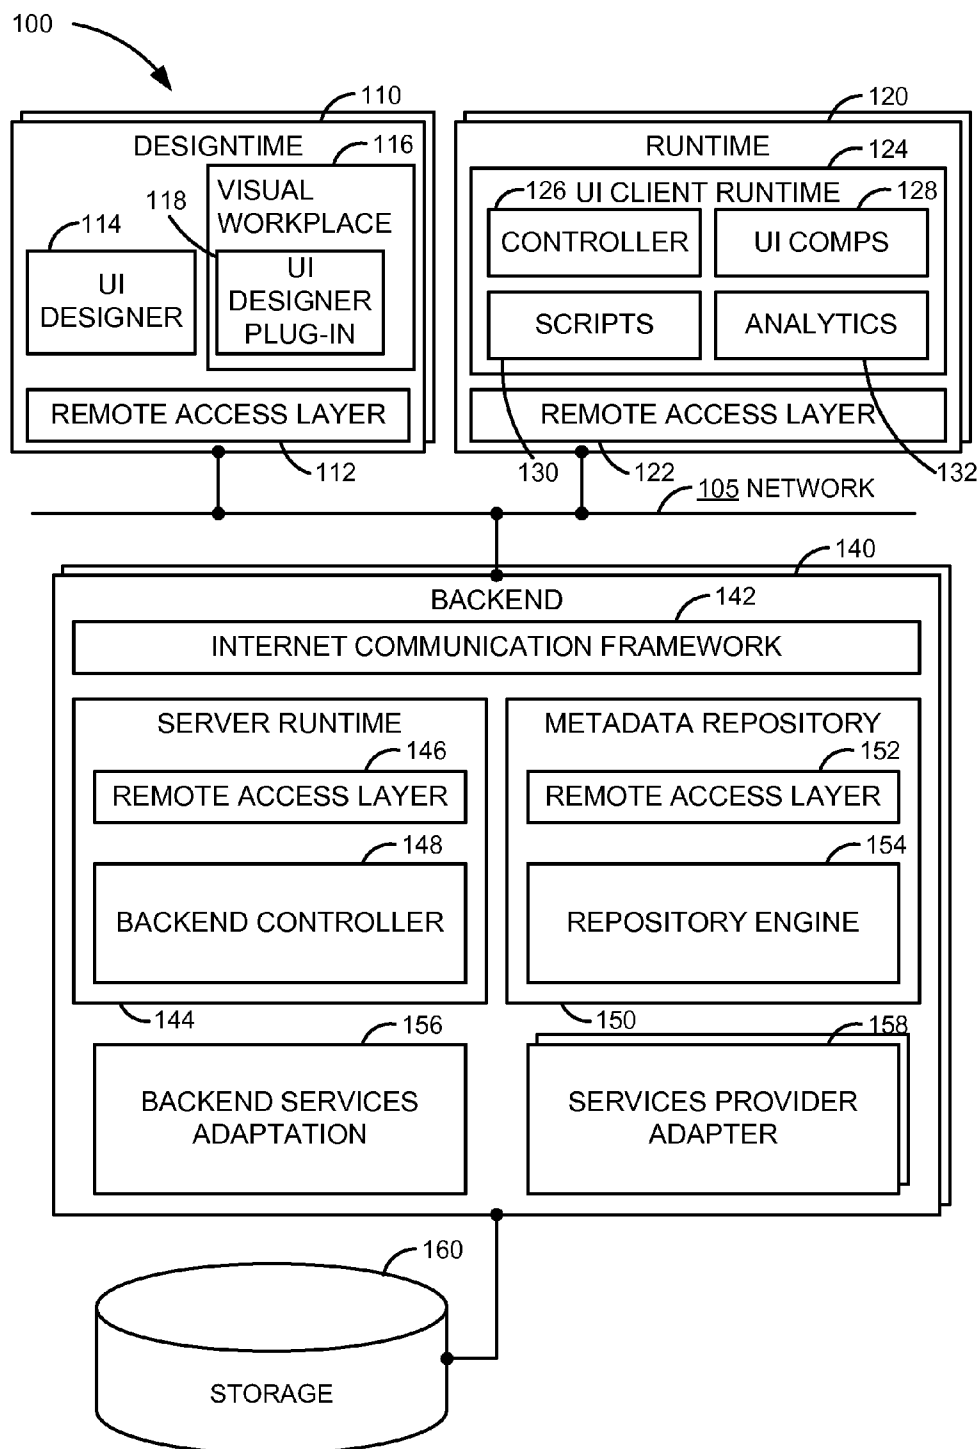 100
110
DESIGNTIME
116
VISUAL
WORKPLACE
118
114
UI
DESIGNER
UI
DESIGNER
PLUG-IN
REMOTE ACCESS LAYER
112
120
RUNTIME
124
126 UI CLIENT RUNTIME
128
CONTROLLER
UI COMPS
SCRIPTS
ANALYTICS
REMOTE ACCESS LAYER
130
122
132
105 NETWORK
140
BACKEND
142
INTERNET COMMUNICATION FRAMEWORK
SERVER RUNTIME
146
REMOTE ACCESS LAYER
148
BACKEND CONTROLLER
144
METADATA REPOSITORY
152
REMOTE ACCESS LAYER
154
REPOSITORY ENGINE
150
156
BACKEND SERVICES
ADAPTATION
158
SERVICES PROVIDER
ADAPTER
160
STORAGE